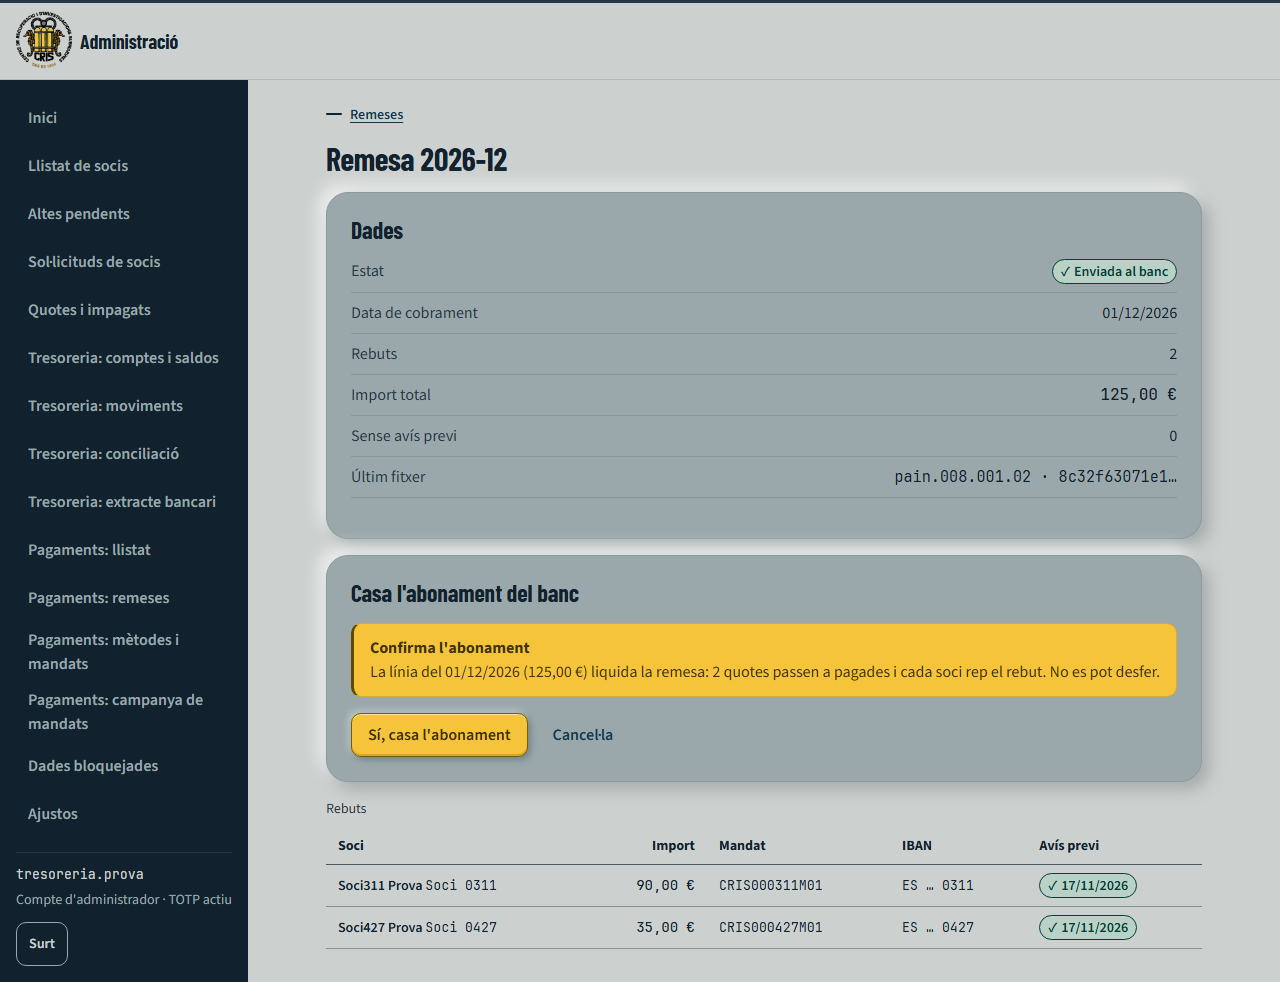 CRIS
Administració
Inici
Llistat de socis
Altes pendents
Sol·licituds de socis
Quotes i impagats
Tresoreria: comptes i saldos
Tresoreria: moviments
Tresoreria: conciliació
Tresoreria: extracte bancari
Pagaments: llistat
Pagaments: remeses
Pagaments: mètodes i
mandats
Pagaments: campanya de
mandats
Dades bloquejades
Ajustos
tresoreria.prova
Compte d'administrador · TOTP actiu
Surt
Remeses
Remesa 2026-12
Dades
Estat ✓ Enviada al banc
Data de cobrament 01/12/2026
Rebuts 2
Import total 125,00 €
Sense avís previ 0
Últim fitxer pain.008.001.02 · 8c32f63071e1…
Casa l'abonament del banc
Confirma l'abonament
La línia del 01/12/2026 (125,00 €) liquida la remesa: 2 quotes passen a pagades i cada soci rep el rebut. No es pot desfer.
Sí, casa l'abonament Cancel·la
Rebuts
Soci Import Mandat IBAN Avís previ
Soci311 Prova Soci 0311 90,00 € CRIS000311M01 ES … 0311 ✓ 17/11/2026
Soci427 Prova Soci 0427 35,00 € CRIS000427M01 ES … 0427 ✓ 17/11/2026